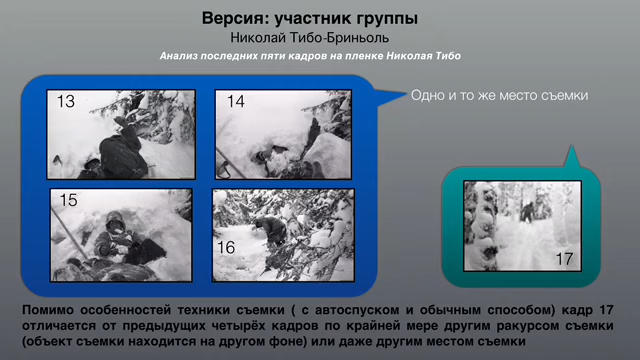 Версия: участник группы
Николай Тибо-Бриньоль
Анализ последних пяти кадров на пленке Николая Тибо
13
14
Одно и то же место съемки
15
16
17
Помимо особенностей техники съемки ( с автоспуском и обычным способом) кадр 17
отличается от предыдущих четырёх кадров по крайней мере другим ракурсом съемки
(объект съемки находится на другом фоне) или даже другим местом съемки